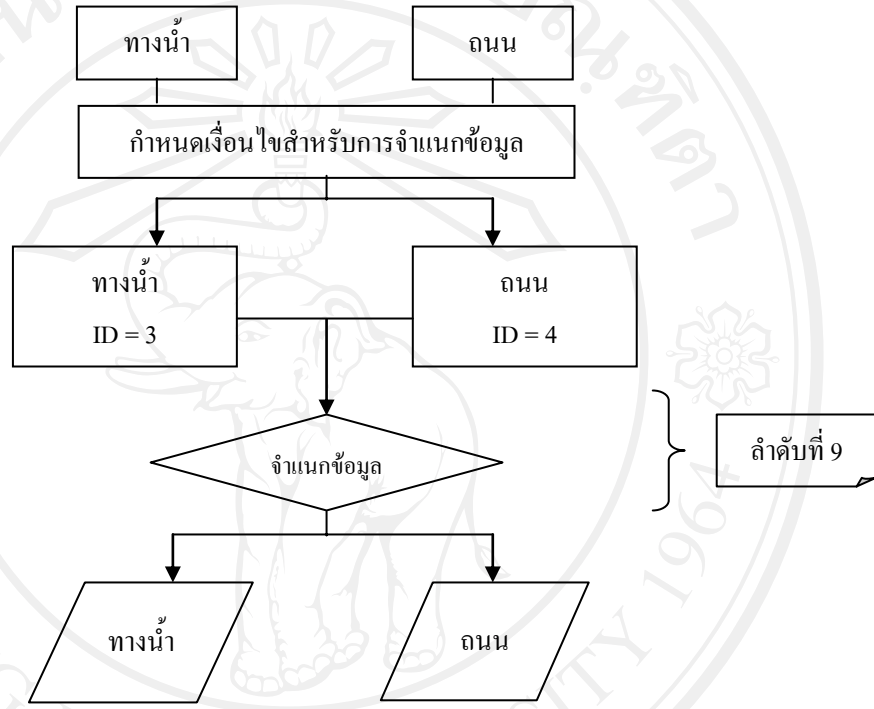 ทางน้ำ
ถนน
กำหนดเงื่อนไขสำหรับการจำแนกข้อมูล
ทางน้ำ
ID = 3
ถนน
ID = 4
จำแนกข้อมูล
ลำดับที่ 9
ทางน้ำ
ถนน
1964